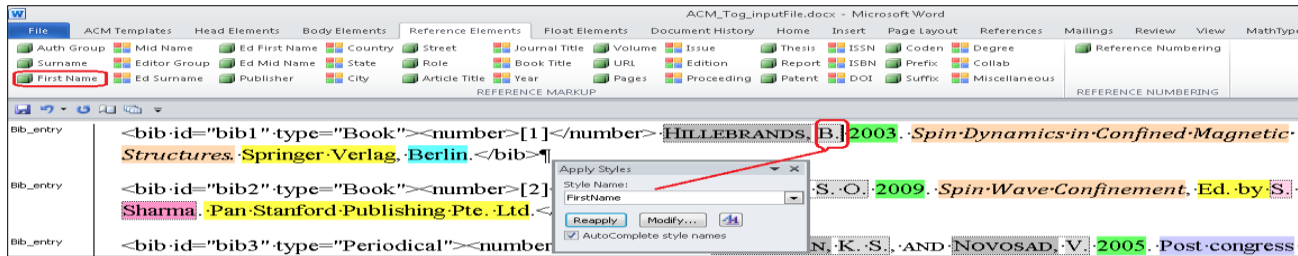 ACM_Tog_inputFile.docx - Microsoft Word
File ACM Templates Head Elements Body Elements Reference Elements Float Elements Document History Home Insert Page Layout References Mailings Review View MathType
Auth Group Mid Name Ed First Name Country Street Journal Title Volume Issue Thesis ISSN Coden Degree Reference Numbering
Surname Editor Group Ed Mid Name State Role Book Title URL Edition Report ISBN Prefix Collab
First Name Ed Surname Publisher City Article Title Year Pages Proceeding Patent DOI Suffix Miscellaneous
REFERENCE MARKUP REFERENCE NUMBERING
Bib_entry <bib·id="bib1"·type="Book"><number>[1]</number>·HILLEBRANDS,·B.·2003.·Spin·Dynamics·in·Confined·Magnetic·
Structures.·Springer·Verlag,·Berlin.</bib>¶
Apply Styles
Style Name:
FirstName
Reapply Modify...
AutoComplete style names
Bib_entry <bib·id="bib2"·type="Book"><number>[2] S.·O.·2009.·Spin·Wave·Confinement,·Ed.·by·S.·
Sharma.·Pan·Stanford·Publishing·Pte.·Ltd.<
Bib_entry <bib·id="bib3"·type="Periodical"><number N,·K.·S.,·AND·NOVOSAD,·V.·2005.·Post·congress